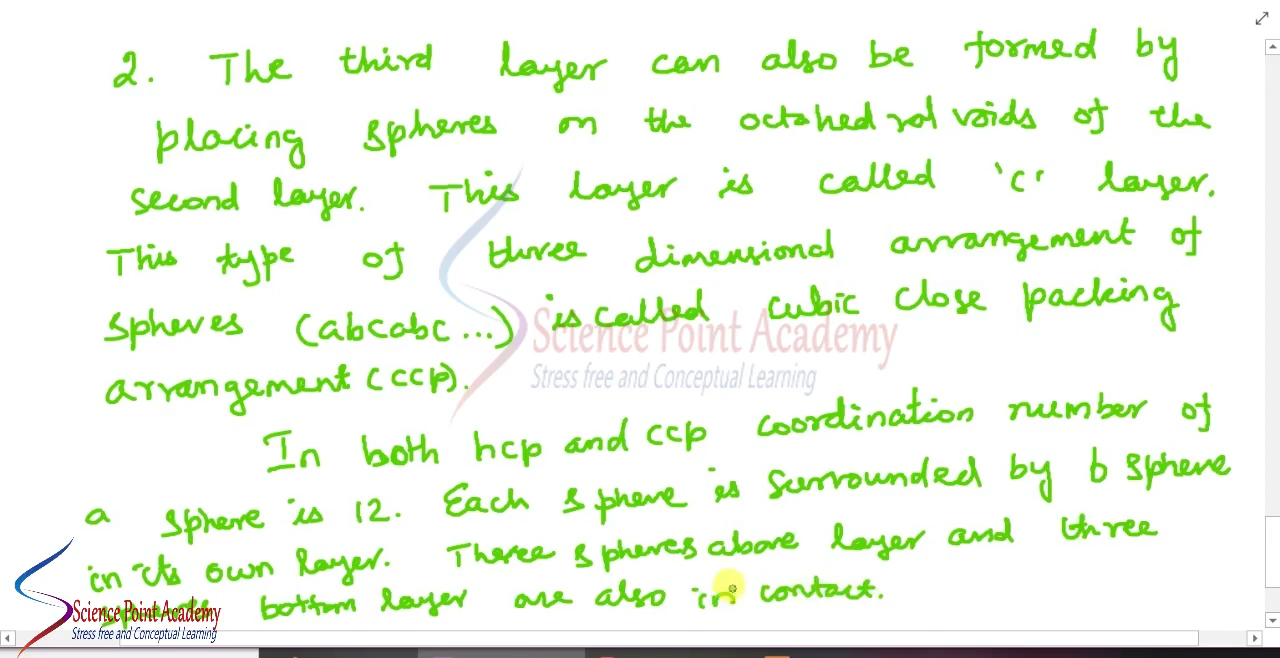 2. The third layer can also be formed by
placing spheres on the octahedral voids of the
second layer. This layer is called 'c' layer.
This type of three dimensional arrangement of
spheres (abcabc ...) is called cubic close packing
Science Point Academy
Stress free and Conceptual Learning
arrangement (ccp).
In both hcp and ccp coordination number of
a sphere is 12. Each sphere is surrounded by 6 sphere
in its own layer. Three spheres above layer and three
bottom layer are also in contact.
Science Point Academy
Stress free and Conceptual Learning